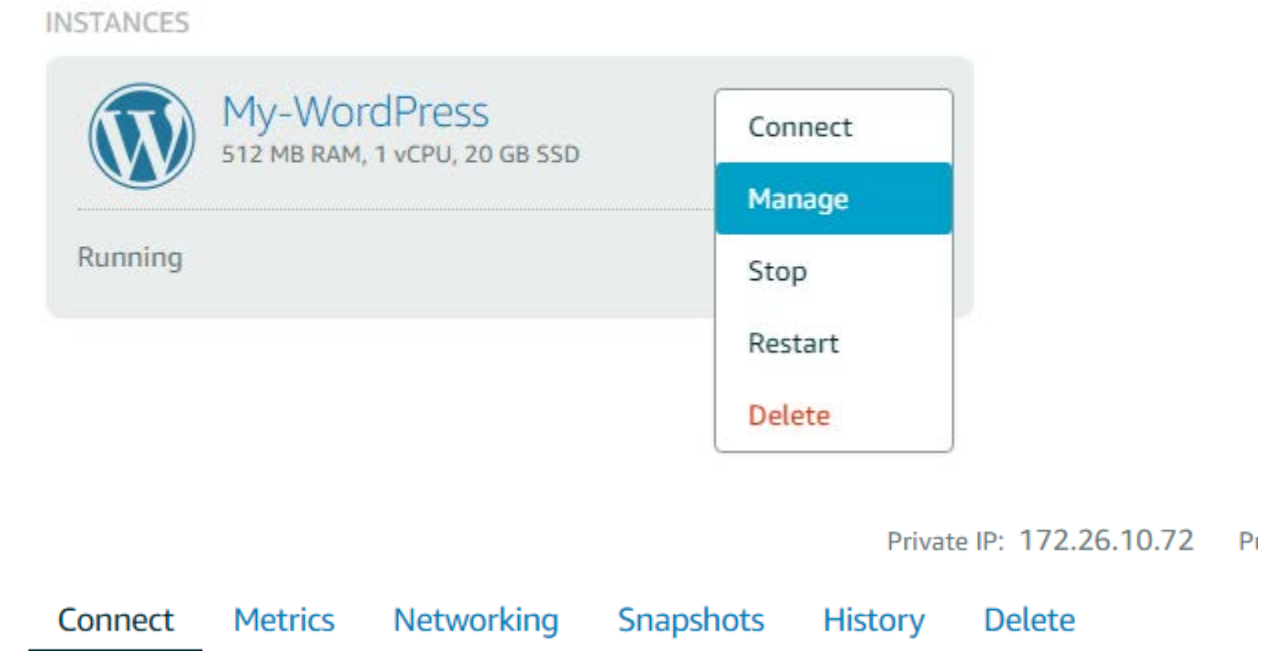 INSTANCES
My-WordPress
512 MB RAM, 1 vCPU, 20 GB SSD
Running
Connect
Manage
Stop
Restart
Delete
Private IP: 172.26.10.72
Connect Metrics Networking Snapshots History Delete